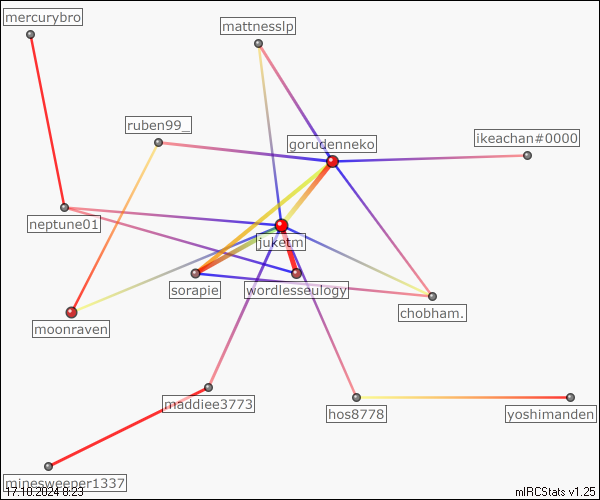 mercurybro
mattnesslp
ruben99_
gorudenneko
ikeachan#0000
neptune01
juketm
sorapie
wordlesseulogy
chobham.
moonraven
maddiee3773
hos8778
yoshimanden
minesweeper1337
17.10.2024 8:23
mIRCStats v1.25